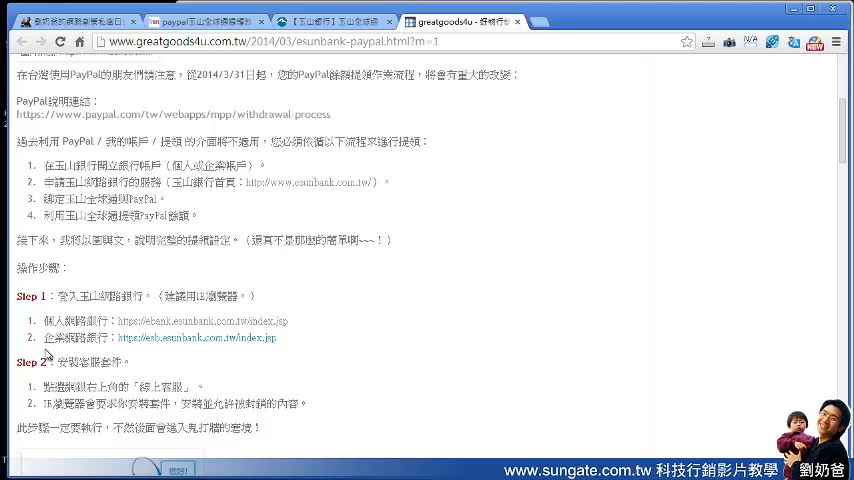 劉奶爸的網路創業私密日
paypal玉山全球通
【玉山銀行】玉山全球通
greatgoods4u - 好物行銷
www.greatgoods4u.com.tw/2014/03/esunbank-paypal.html?m=1
在台灣使用PayPal的朋友們請注意，從2014/3/31日起，您的PayPal餘額提領作業流程，將會有重大的改變：
PayPal說明連結：
https://www.paypal.com/tw/webapps/mpp/withdrawal-process
過去利用 PayPal / 我的帳戶 / 提領 的介面將不適用，您必須依循以下流程來進行提領：
1. 在玉山銀行開立銀行帳戶（個人或企業帳戶）。
2. 申請玉山網路銀行的服務（玉山銀行首頁：http://www.esunbank.com.tw/）。
3. 綁定玉山全球通與PayPal。
4. 利用玉山全球通提領PayPal餘額。
接下來，我將以圖與文，說明完整的提領設定。（還真不是那麼的簡單啊~~~！）
操作步驟：
Step 1：登入玉山網路銀行。（建議用IE瀏覽器。）
1. 個人網路銀行：https://ebank.esunbank.com.tw/index.jsp
2. 企業網路銀行：https://esb.esunbank.com.tw/index.jsp
Step 2：安裝客服套件。
1. 點選網銀右上角的「線上客服」。
2. IE瀏覽器會要求你安裝套件，安裝並允許被封鎖的內容。
此步驟一定要執行，不然後面會進入鬼打牆的窘境！
您好!
www.sungate.com.tw 科技行銷影片教學
劉奶爸